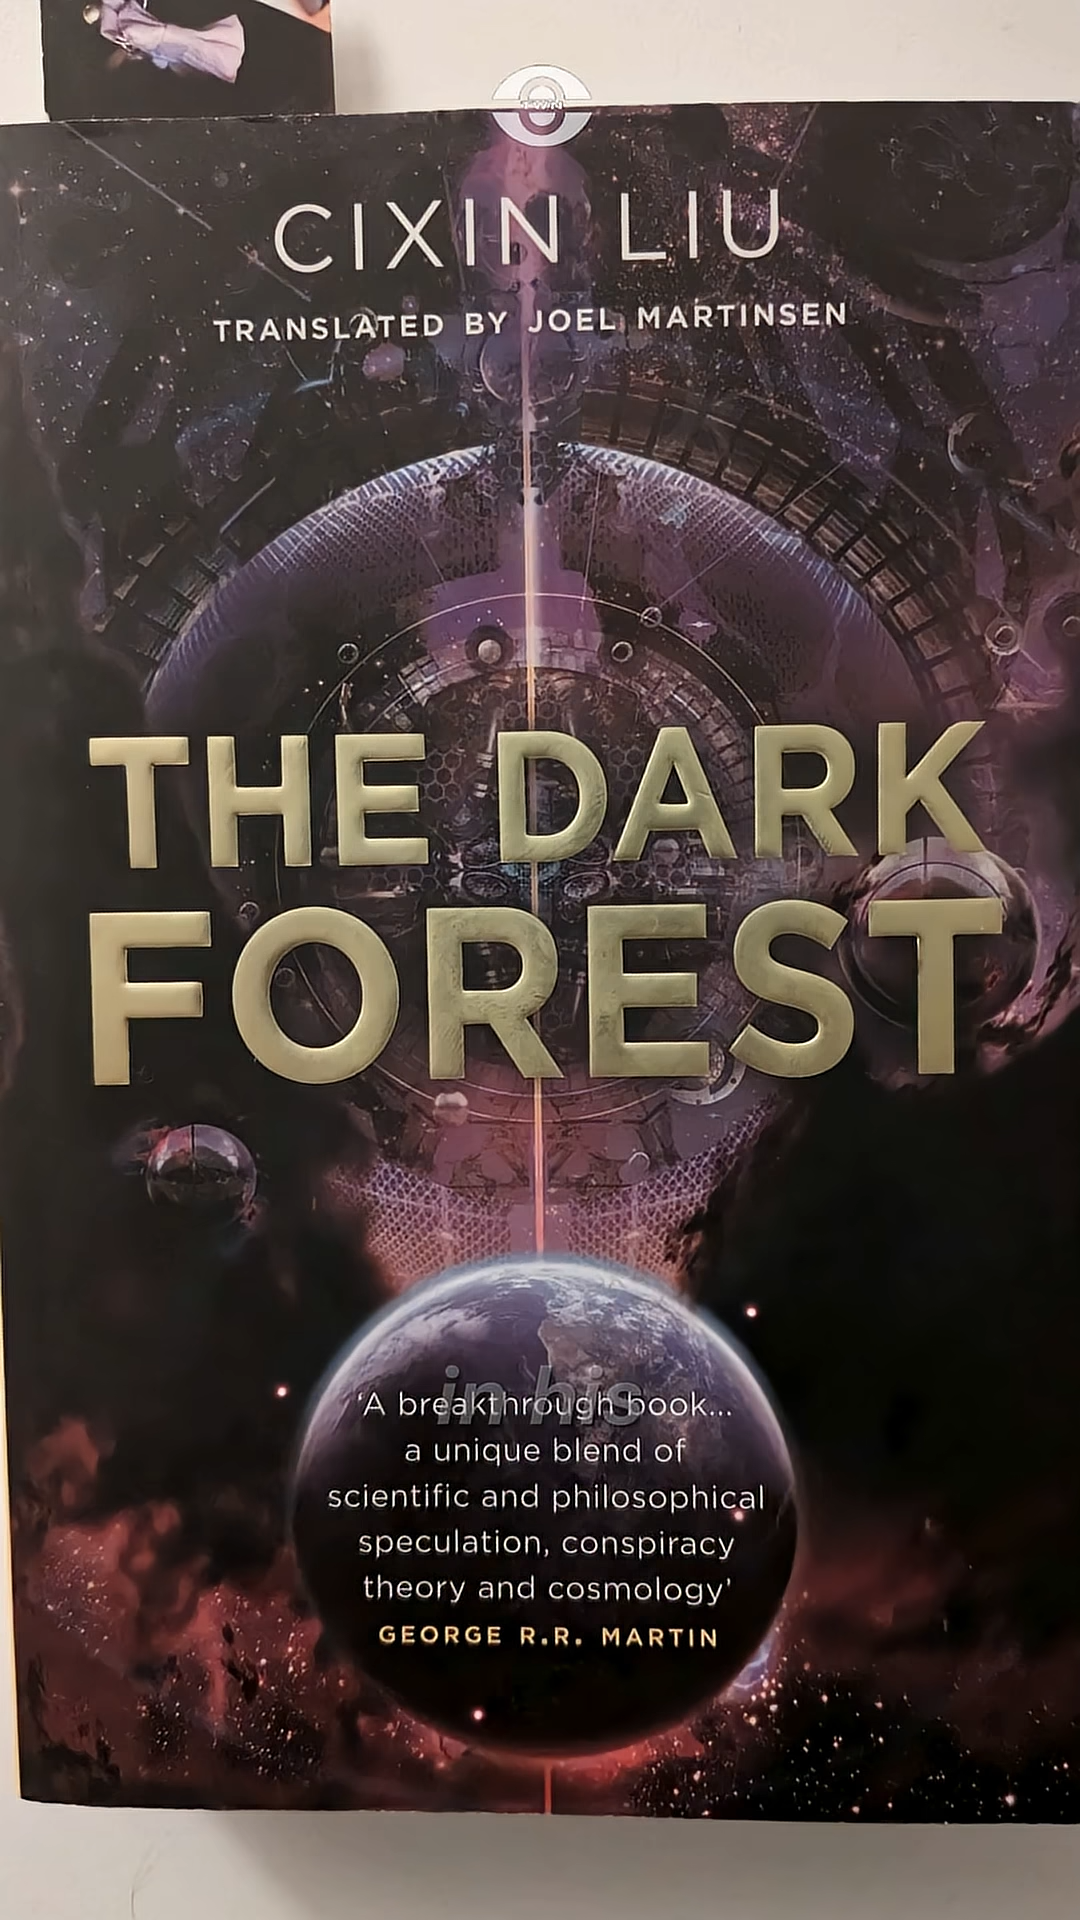 CIXIN LIU
TRANSLATED BY JOEL MARTINSEN
THE DARK
FOREST
in his
‘A breakthrough book...
a unique blend of
scientific and philosophical
speculation, conspiracy
theory and cosmology’
GEORGE R.R. MARTIN